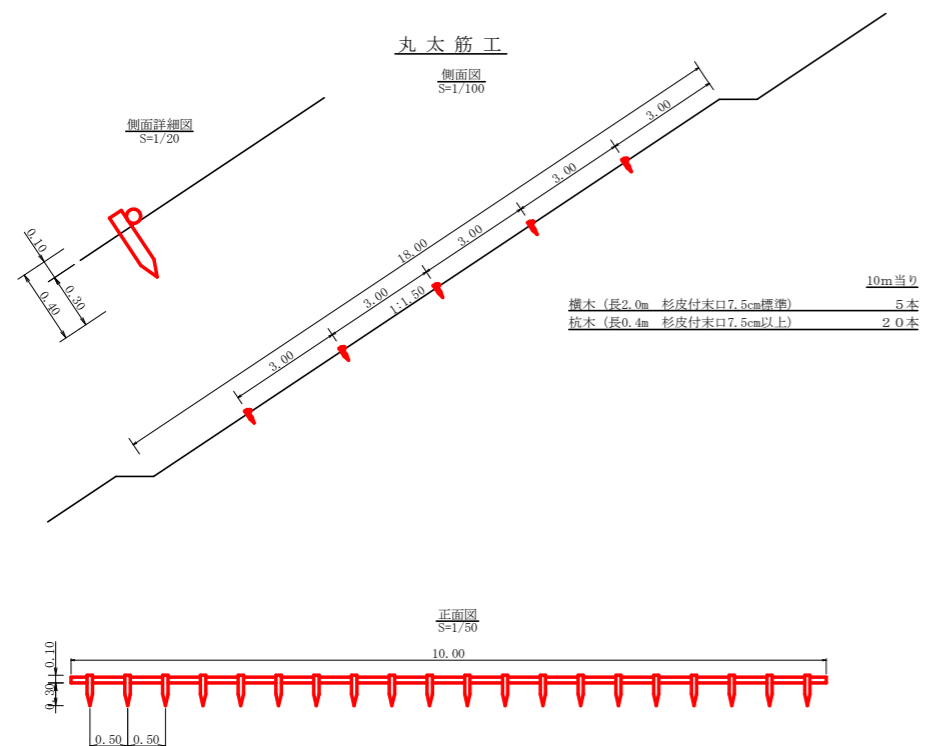 丸太筋工
側面図
S=1/100
側面詳細図
S=1/20
0.10
0.30
0.40
3.00
3.00
3.00
18.00
3.00
1:1.50
3.00
10m当り
横木（長2.0m 杉皮付末口7.5cm標準） 5本
杭木（長0.4m 杉皮付末口7.5cm以上） 20本
正面図
S=1/50
10.00
0.10
0.30
0.50 0.50